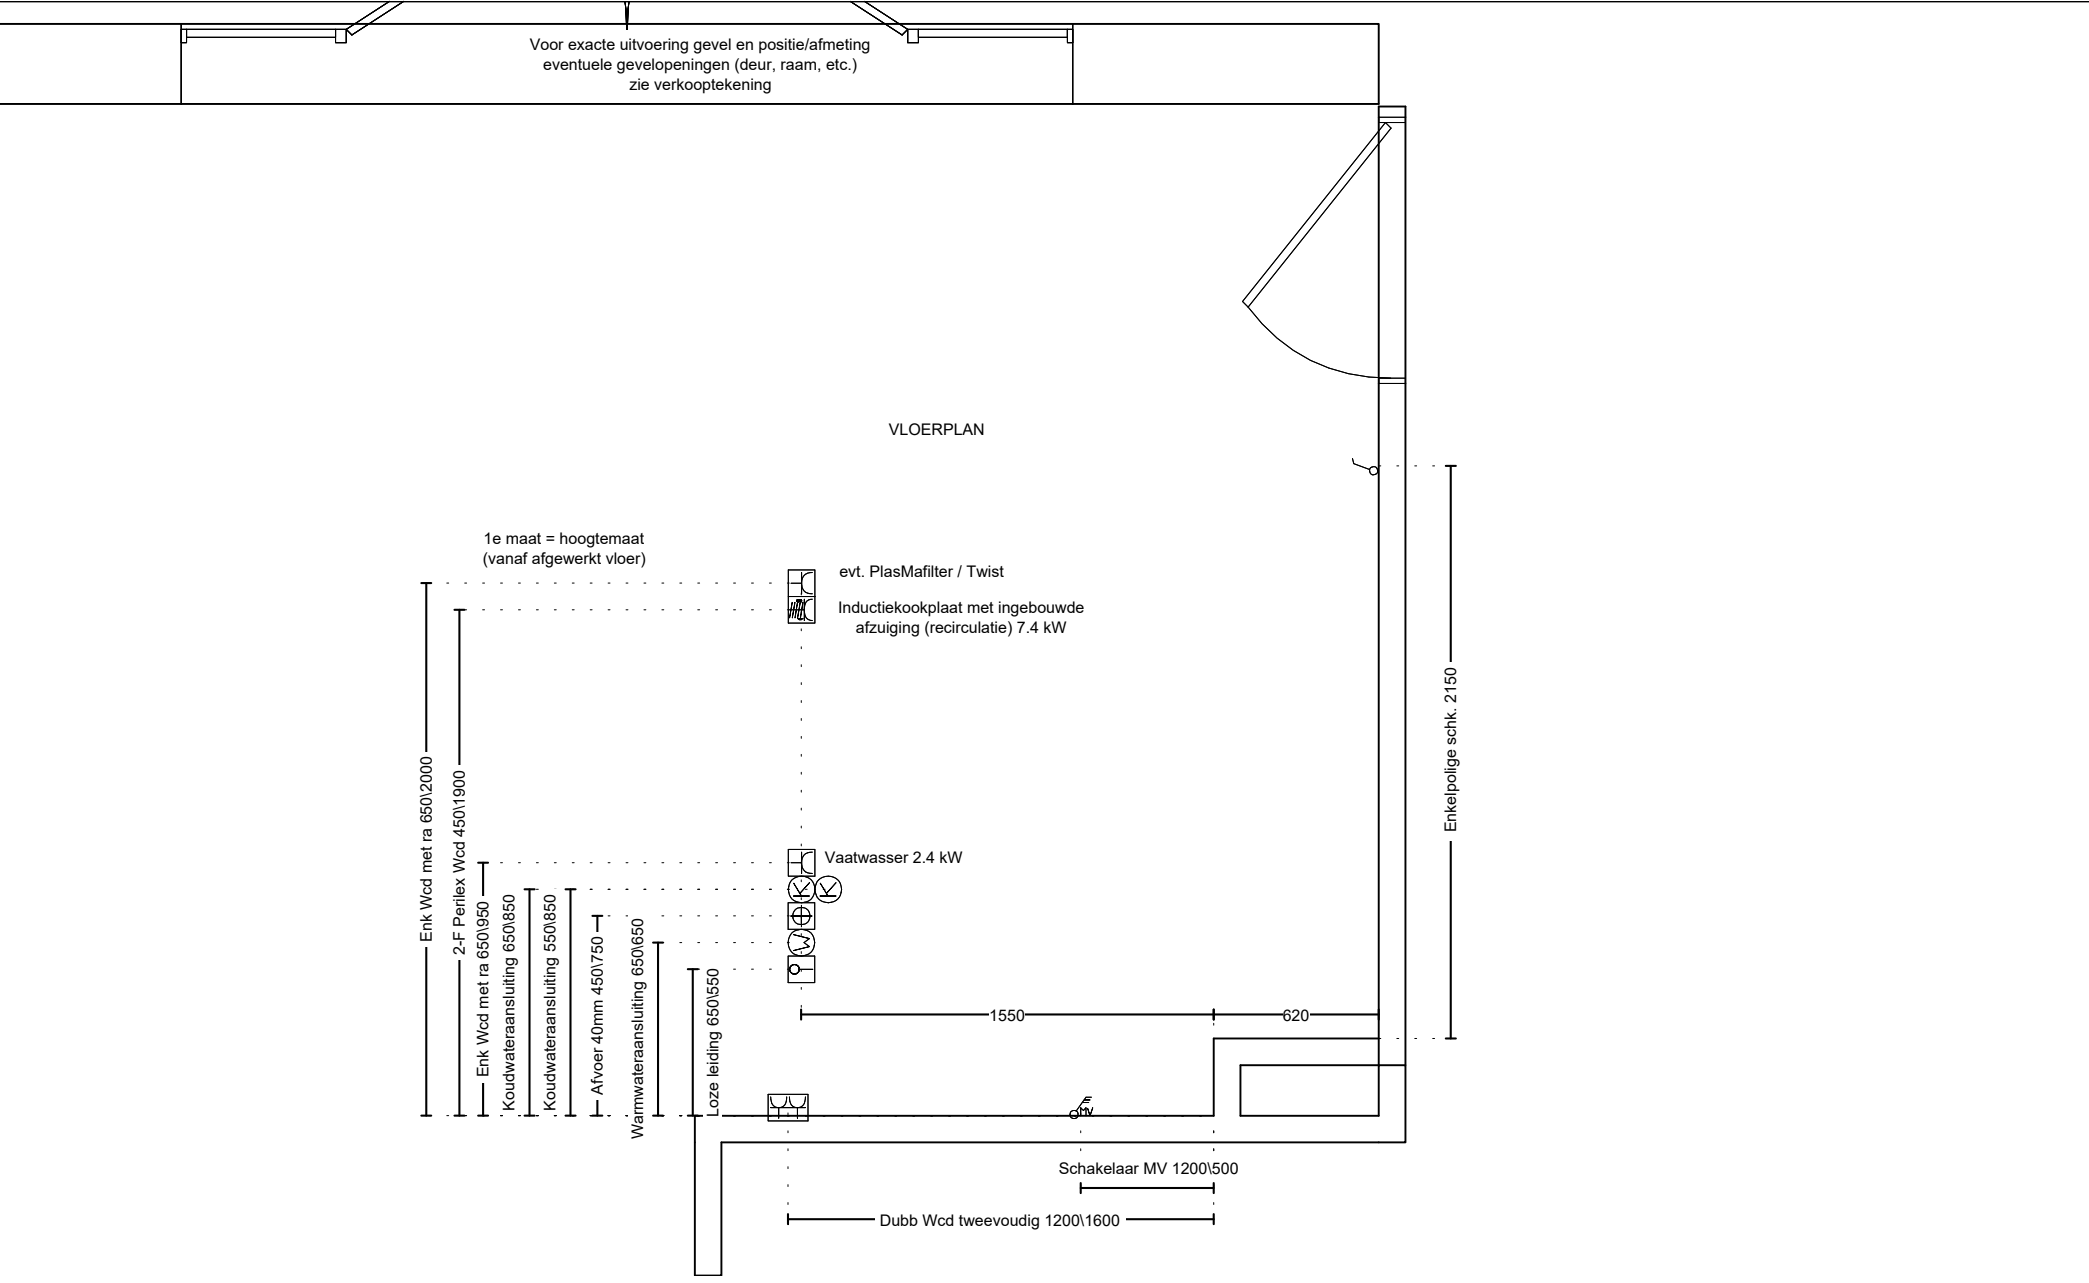 Voor exacte uitvoering gevel en positie/afmeting
eventuele gevelopeningen (deur, raam, etc.)
zie verkooptekening
VLOERPLAN
1e maat = hoogtemaat
(vanaf afgewerkt vloer)
evt. PlasMafilter / Twist
Inductiekookplaat met ingebouwde
afzuiging (recirculatie) 7.4 kW
Enkelpolige schk. 2150
Enk Wcd met ra 650\2000
2-F Perilex Wcd 450\1900
Enk Wcd met ra 650\950
Koudwateraansluiting 650\850
Koudwateraansluiting 550\850
Afvoer 40mm 450\750
Warmwateraansluiting 650\650
Loze leiding 650\550
Vaatwasser 2.4 kW
K K
W
1550
620
MV
Schakelaar MV 1200\500
Dubb Wcd tweevoudig 1200\1600